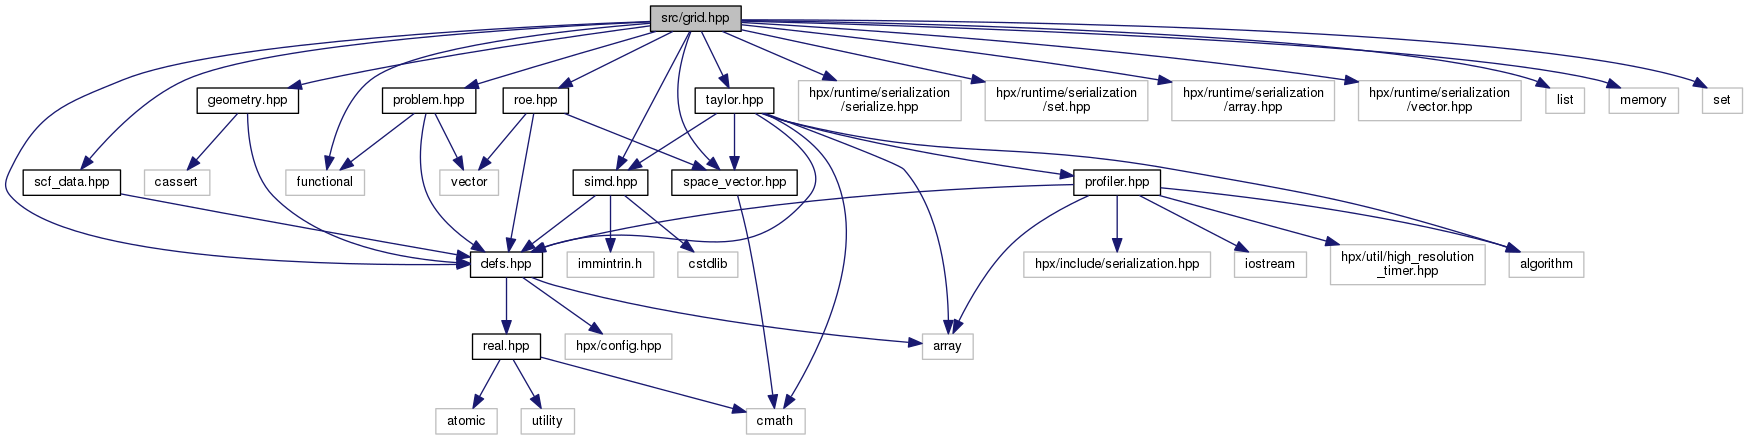 src/grid.hpp
geometry.hpp
problem.hpp
roe.hpp
taylor.hpp
hpx/runtime/serialization
/serialize.hpp
hpx/runtime/serialization
/set.hpp
hpx/runtime/serialization
/array.hpp
hpx/runtime/serialization
/vector.hpp
list
memory
set
scf_data.hpp
cassert
functional
vector
simd.hpp
space_vector.hpp
profiler.hpp
defs.hpp
immintrin.h
cstdlib
hpx/include/serialization.hpp
iostream
hpx/util/high_resolution
_timer.hpp
algorithm
real.hpp
hpx/config.hpp
array
atomic
utility
cmath